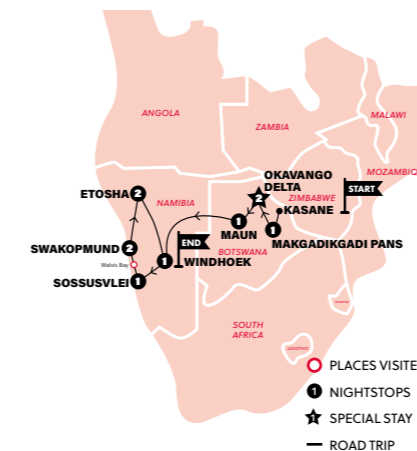 ANGOLA
ZAMBIA
MALAWI
MOZAMBIQ
OKAVANGO
DELTA
2
ZIMBABWE
START
KASANE
ETOSHA
2
NAMIBIA
MAUN
1
1
MAKGADIKGADI PANS
BOTSWANA
SWAKOPMUND
2
END
1
WINDHOEK
Walvis Bay
SOSSUSVLEI
1
SOUTH
AFRICA
LESOTHO
PLACES VISITE
1 NIGHTSTOPS
1 SPECIAL STAY
ROAD TRIP